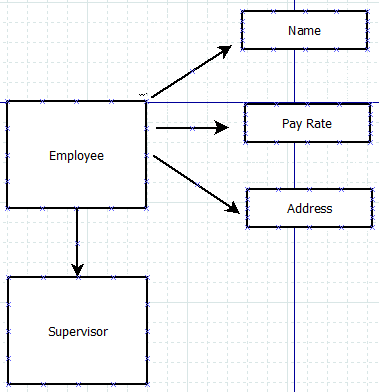 Name
Pay Rate
Employee
Address
Supervisor